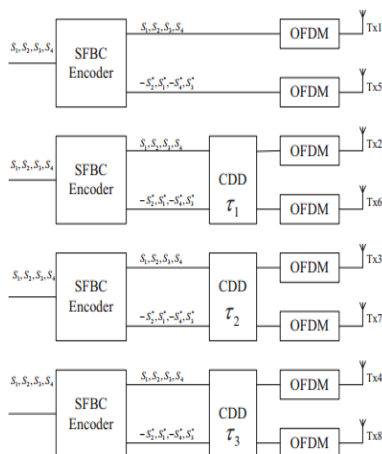 S₁,S₂,S₃,S₄ OFDM Tx1
S₁,S₂,S₃,S₄ SFBC
Encoder
-S₂*,S₁*,-S₄*,S₃* OFDM Tx5
S₁,S₂,S₃,S₄ OFDM Tx2
S₁,S₂,S₃,S₄ SFBC
Encoder
CDD
τ₁
-S₂*,S₁*,-S₄*,S₃* OFDM Tx6
S₁,S₂,S₃,S₄ OFDM Tx3
S₁,S₂,S₃,S₄ SFBC
Encoder
CDD
τ₂
-S₂*,S₁*,-S₄*,S₃* OFDM Tx7
S₁,S₂,S₃,S₄ OFDM Tx4
S₁,S₂,S₃,S₄ SFBC
Encoder
CDD
τ₃
-S₂*,S₁*,-S₄*,S₃* OFDM Tx8